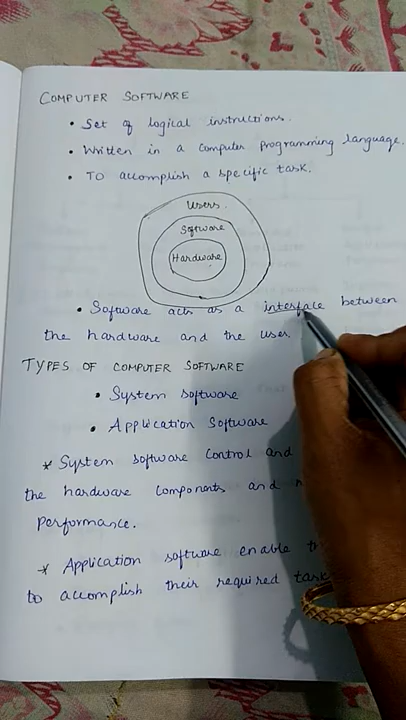 COMPUTER SOFTWARE
• Set of logical instructions.
• Written in a computer programming language.
• To accomplish a specific task.
Users
Software
Hardware
• Software acts as a interface between
the hardware and the user
TYPES OF COMPUTER SOFTWARE
• System software
• Application Software
* System software control and
the hardware components and
performance.
* Application software enable
to accomplish their required task